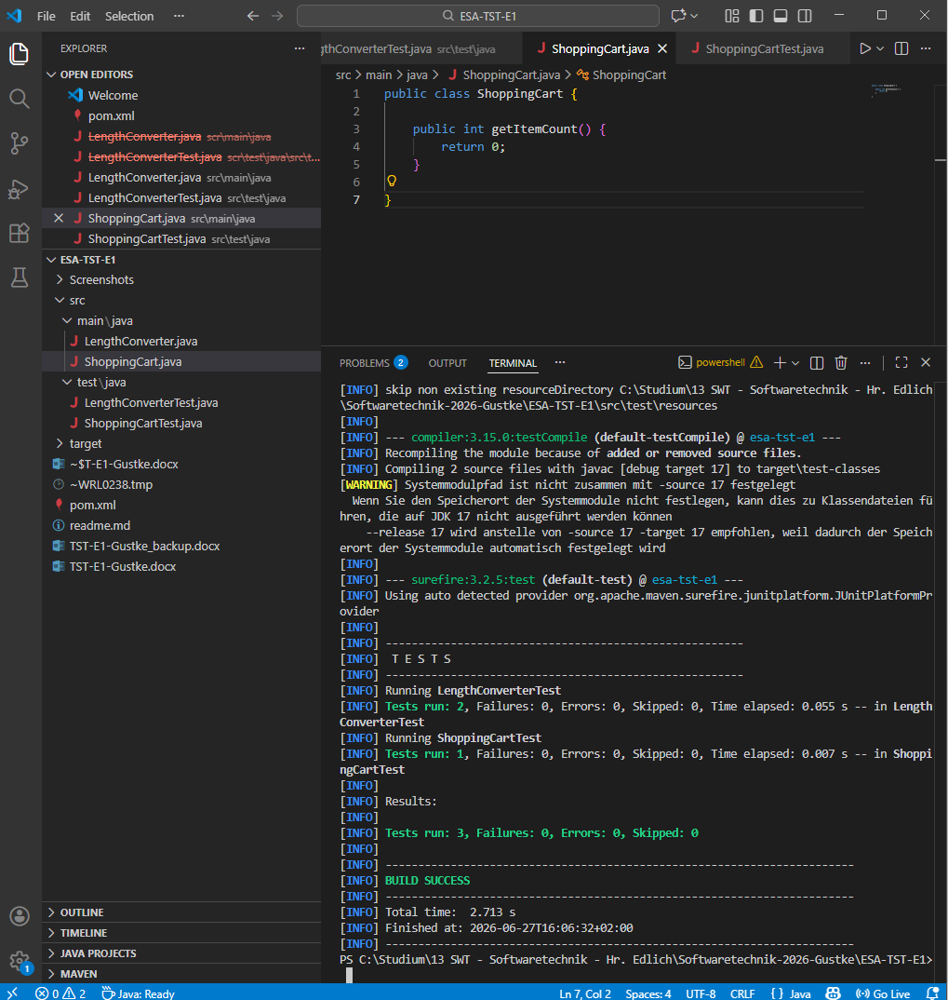 File Edit Selection ··· ESA-TST-E1
EXPLORER ···
OPEN EDITORS
Welcome
pom.xml
LengthConverter.java scr\main\java
LengthConverterTest.java scr\test\java\src\t...
LengthConverter.java src\main\java
LengthConverterTest.java src\test\java
ShoppingCart.java src\main\java
ShoppingCartTest.java src\test\java
ESA-TST-E1
Screenshots
src
main\java
LengthConverter.java
ShoppingCart.java
test\java
LengthConverterTest.java
ShoppingCartTest.java
target
~$T-E1-Gustke.docx
~WRL0238.tmp
pom.xml
readme.md
TST-E1-Gustke_backup.docx
TST-E1-Gustke.docx
OUTLINE
TIMELINE
JAVA PROJECTS
MAVEN
gthConverterTest.java src\test\java ShoppingCart.java ShoppingCartTest.java
src > main > java > ShoppingCart.java > ShoppingCart
1 public class ShoppingCart {
2
3 public int getItemCount() {
4 return 0;
5 }
6
7 }
PROBLEMS 2 OUTPUT TERMINAL ··· powershell
[INFO] skip non existing resourceDirectory C:\Studium\13 SWT - Softwaretechnik - Hr. Edlich
\Softwaretechnik-2026-Gustke\ESA-TST-E1\src\test\resources
[INFO]
[INFO] --- compiler:3.15.0:testCompile (default-testCompile) @ esa-tst-e1 ---
[INFO] Recompiling the module because of added or removed source files.
[INFO] Compiling 2 source files with javac [debug target 17] to target\test-classes
[WARNING] Systemmodulpfad ist nicht zusammen mit -source 17 festgelegt
Wenn Sie den Speicherort der Systemmodule nicht festlegen, kann dies zu Klassendateien fü
hren, die auf JDK 17 nicht ausgeführt werden können
--release 17 wird anstelle von -source 17 -target 17 empfohlen, weil dadurch der Speich
erort der Systemmodule automatisch festgelegt wird
[INFO]
[INFO] --- surefire:3.2.5:test (default-test) @ esa-tst-e1 ---
[INFO] Using auto detected provider org.apache.maven.surefire.junitplatform.JUnitPlatformPr
ovider
[INFO]
[INFO] -------------------------------------------------------
[INFO] T E S T S
[INFO] -------------------------------------------------------
[INFO] Running LengthConverterTest
[INFO] Tests run: 2, Failures: 0, Errors: 0, Skipped: 0, Time elapsed: 0.055 s -- in Length
ConverterTest
[INFO] Running ShoppingCartTest
[INFO] Tests run: 1, Failures: 0, Errors: 0, Skipped: 0, Time elapsed: 0.007 s -- in Shoppi
ngCartTest
[INFO]
[INFO] Results:
[INFO]
[INFO] Tests run: 3, Failures: 0, Errors: 0, Skipped: 0
[INFO]
[INFO] ------------------------------------------------------------------------
[INFO] BUILD SUCCESS
[INFO] ------------------------------------------------------------------------
[INFO] Total time: 2.713 s
[INFO] Finished at: 2026-06-27T16:06:32+02:00
[INFO] ------------------------------------------------------------------------
PS C:\Studium\13 SWT - Softwaretechnik - Hr. Edlich\Softwaretechnik-2026-Gustke\ESA-TST-E1>
1
0 2 Java: Ready Ln 7, Col 2 Spaces: 4 UTF-8 CRLF {} Java Go Live